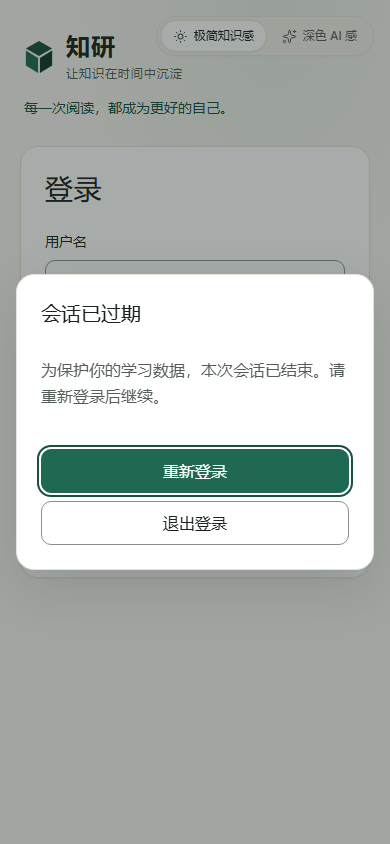 知研
让知识在时间中沉淀
极简知识感
深色 AI 感
每一次阅读，都成为更好的自己。
登录
用户名
会话已过期
为保护你的学习数据，本次会话已结束。请
重新登录后继续。
重新登录
退出登录